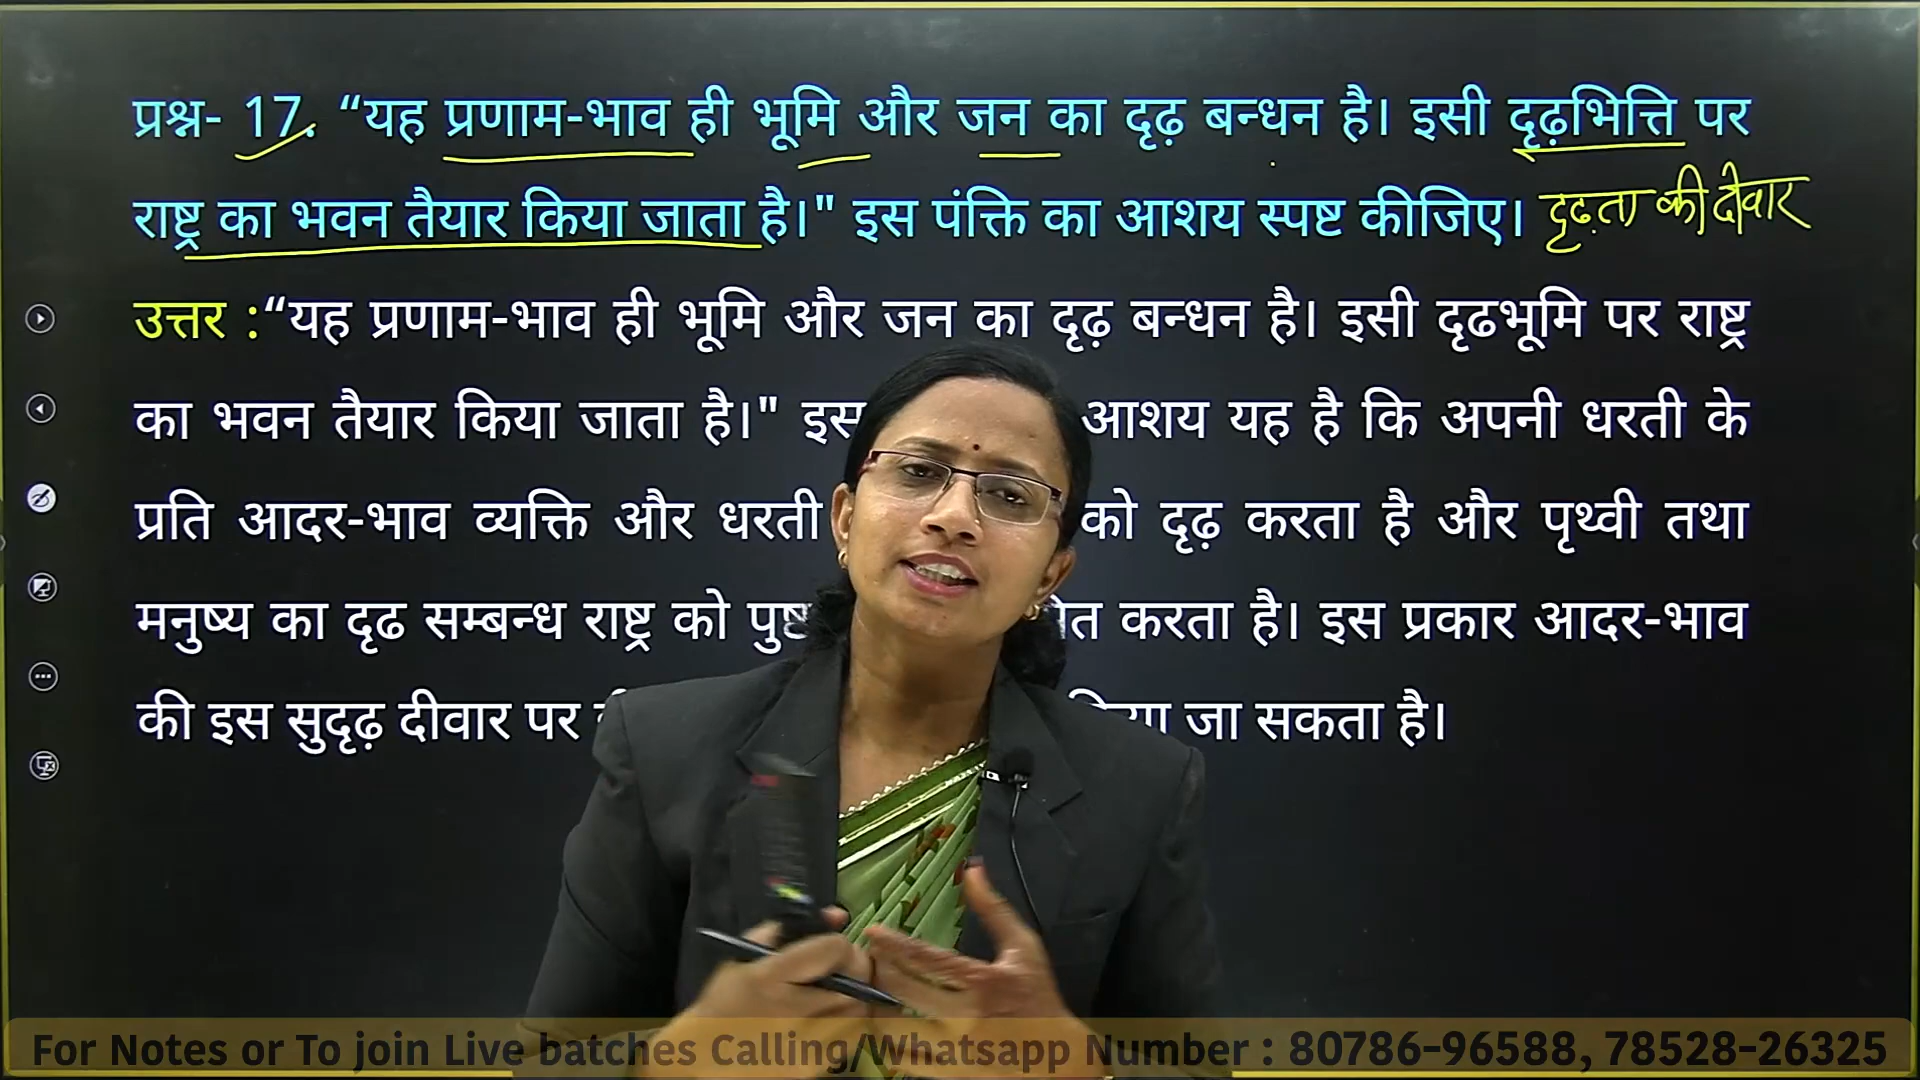 प्रश्न- 17. “यह प्रणाम-भाव ही भूमि और जन का दृढ़ बन्धन है। इसी दृढ़भित्ति पर
राष्ट्र का भवन तैयार किया जाता है।" इस पंक्ति का आशय स्पष्ट कीजिए। दृढ़ता की दीवार
उत्तर :“यह प्रणाम-भाव ही भूमि और जन का दृढ़ बन्धन है। इसी दृढभूमि पर राष्ट्र
का भवन तैयार किया जाता है।" इस आशय यह है कि अपनी धरती के
प्रति आदर-भाव व्यक्ति और धरती को दृढ़ करता है और पृथ्वी तथा
मनुष्य का दृढ सम्बन्ध राष्ट्र को करता है। इस प्रकार आदर-भाव
की इस सुदृढ़ दीवार पर जा सकता है।
For Notes or To join Live batches Calling/Whatsapp Number : 80786-96588, 78528-26325